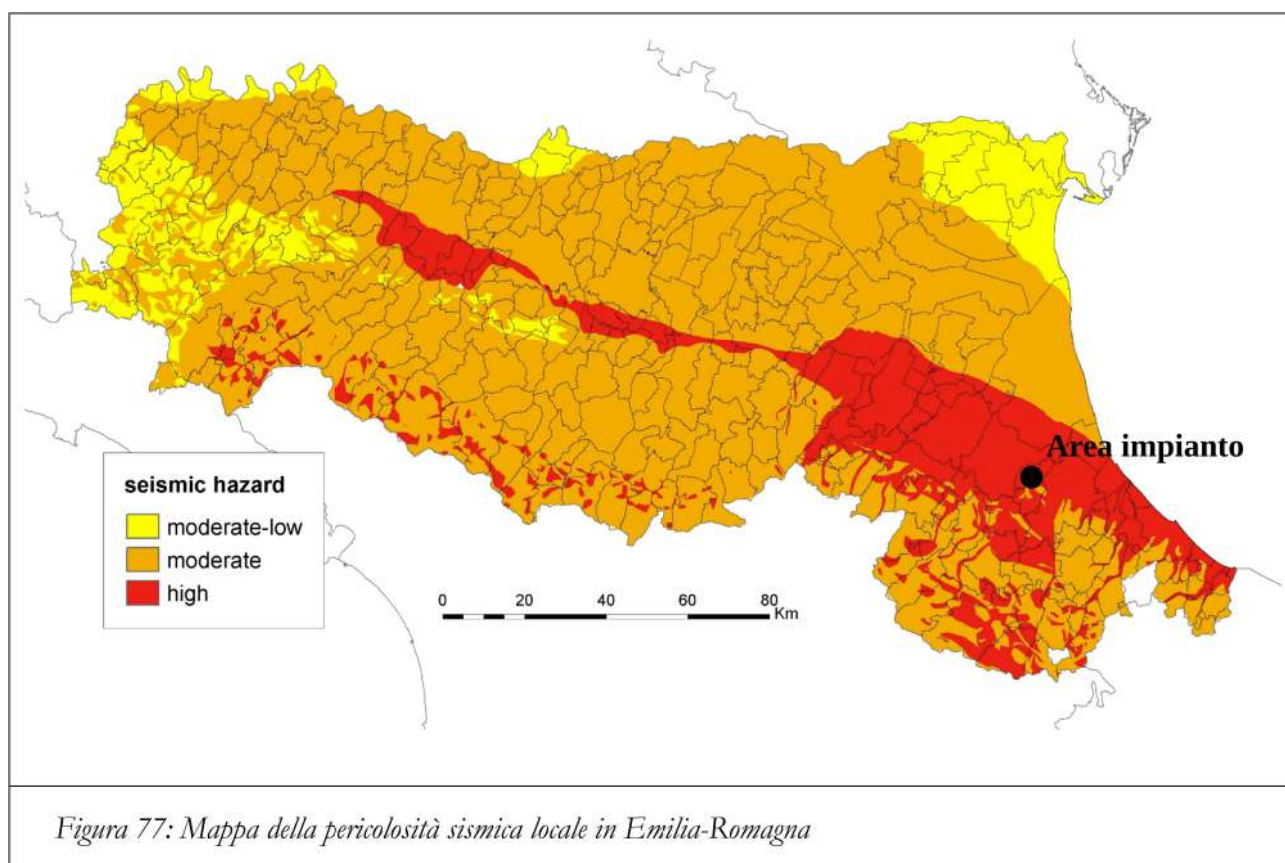 Area impianto
seismic hazard
moderate-low
moderate
high
0 10 20 40 60 80
Km
Figura 77: Mappa della pericolosità sismica locale in Emilia-Romagna